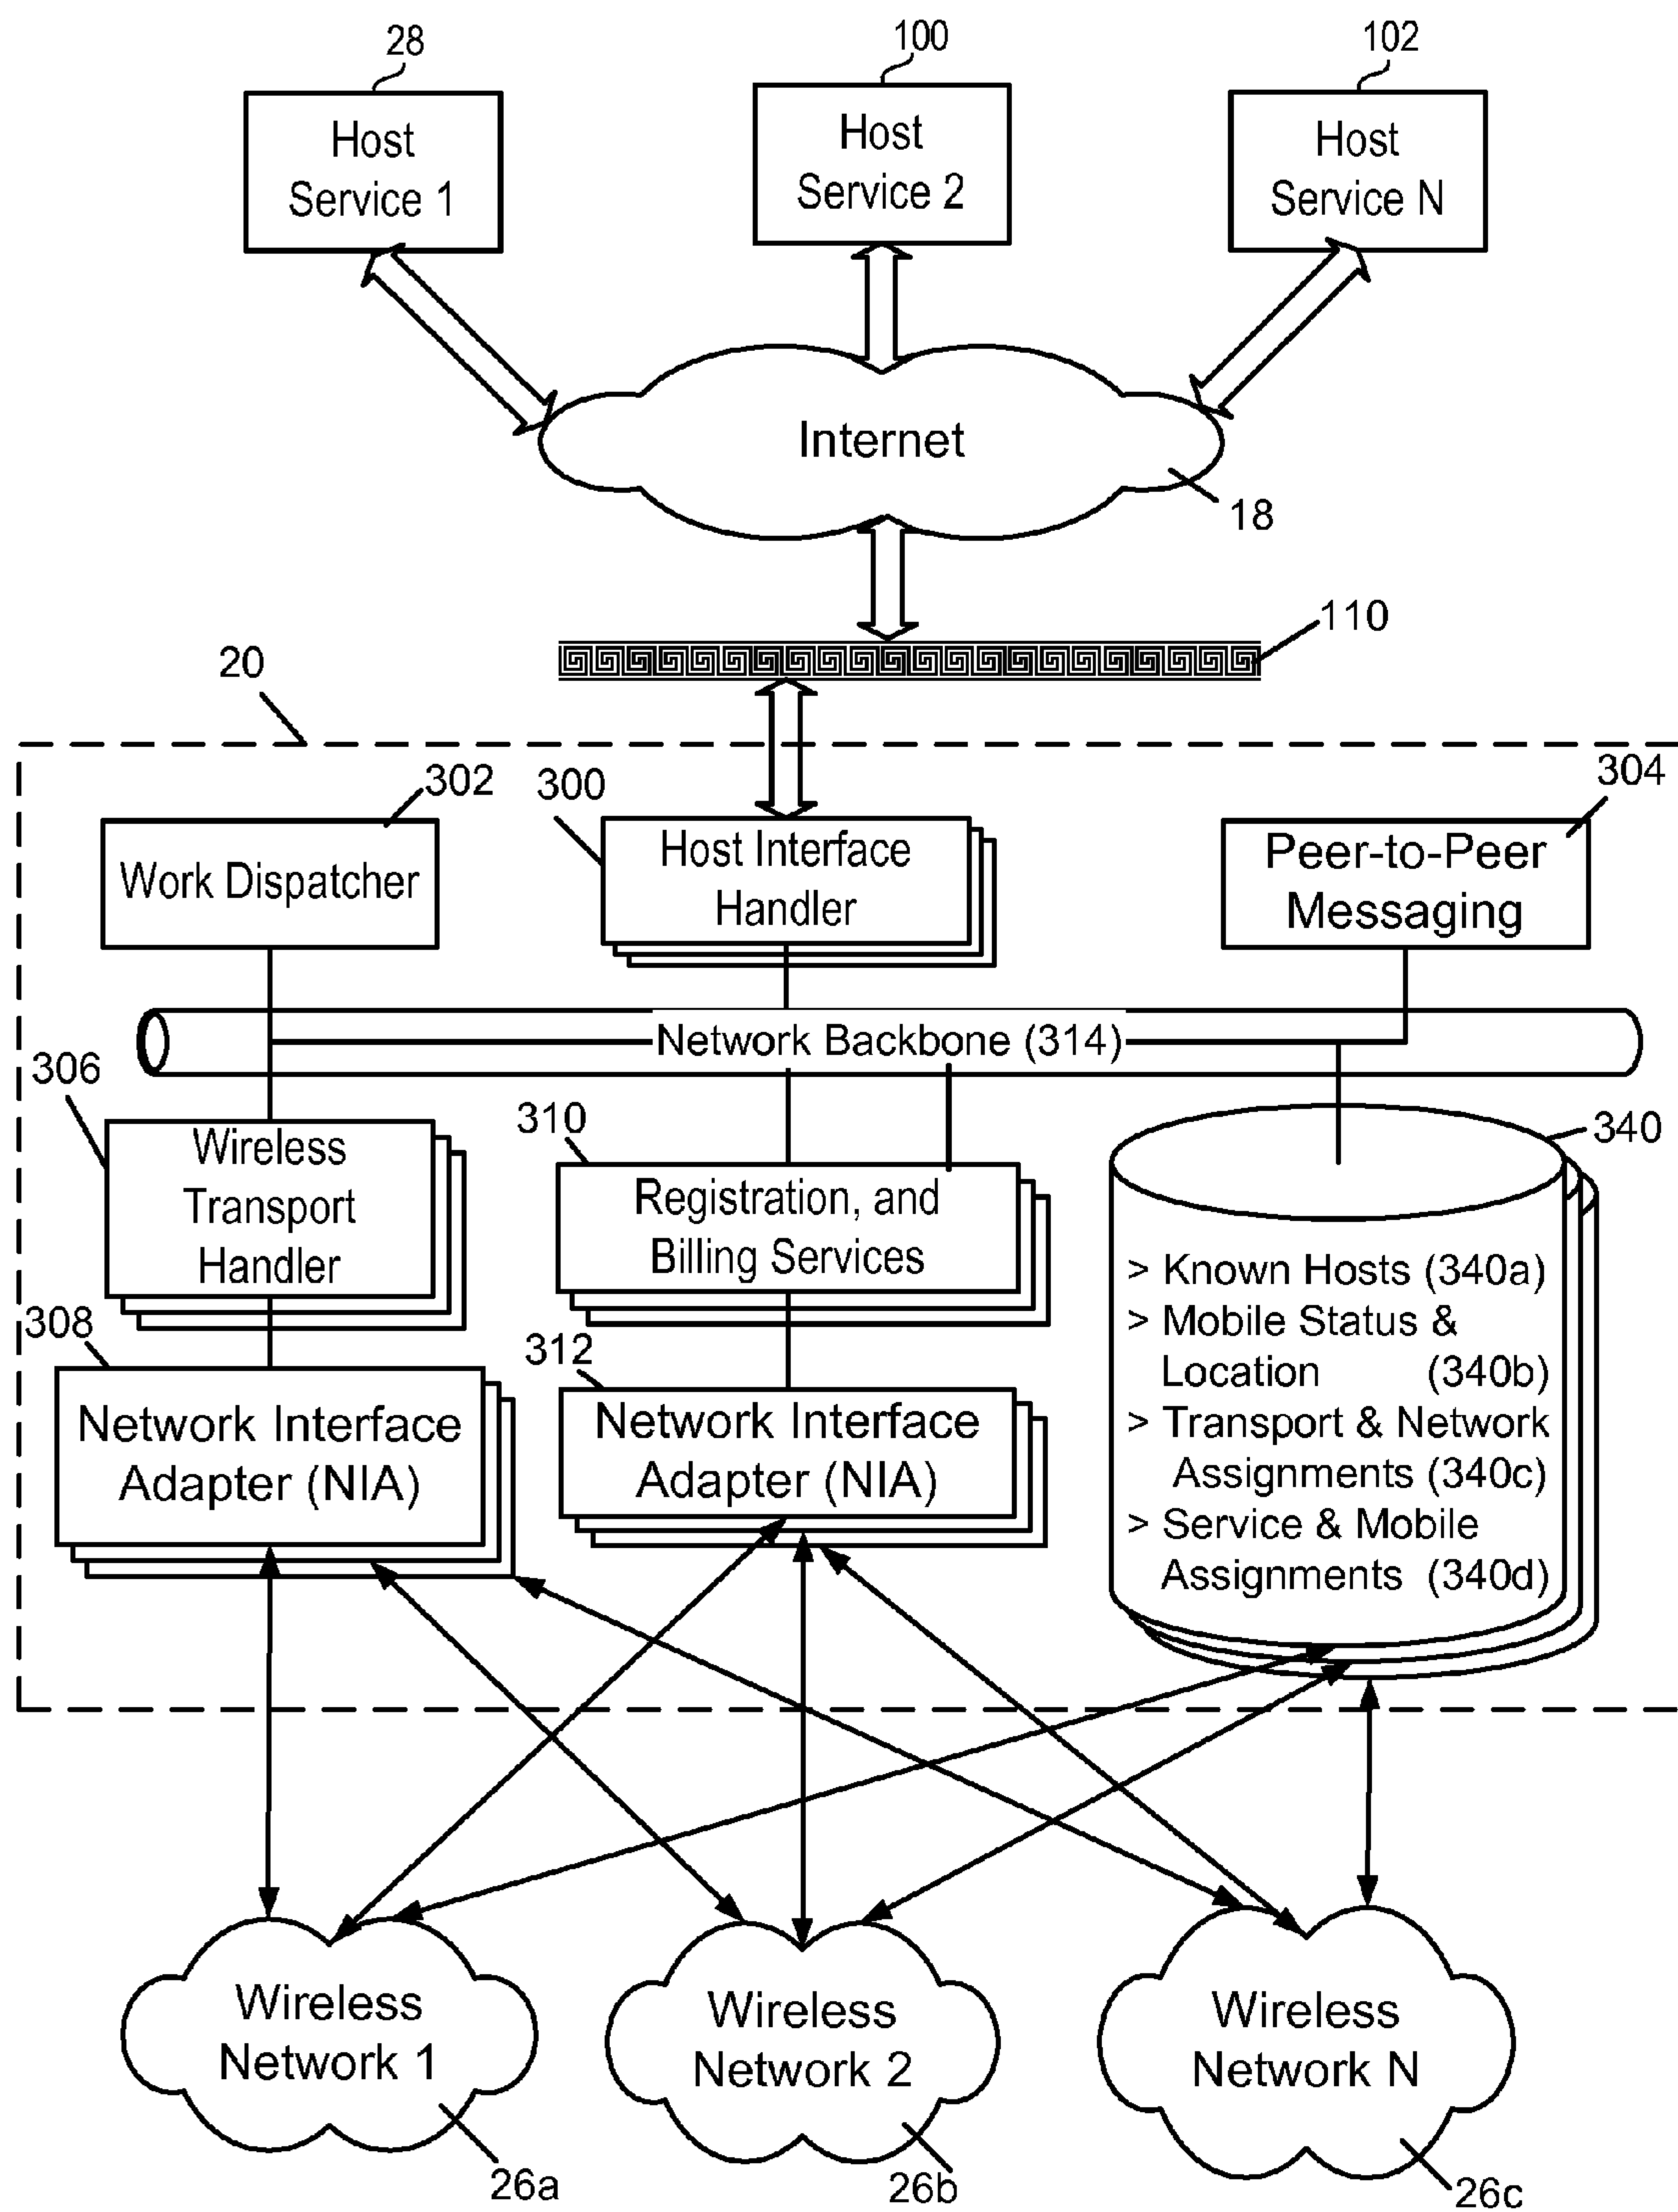 28
100
102
Host
Service 1
Host
Service 2
Host
Service N
Internet
18
110
20
302
300
304
Work Dispatcher
Host Interface
Handler
Peer-to-Peer
Messaging
Network Backbone (314)
306
310
340
Wireless
Transport
Handler
Registration, and
Billing Services
> Known Hosts (340a)
> Mobile Status &
Location (340b)
> Transport & Network
Assignments (340c)
> Service & Mobile
Assignments (340d)
308
312
Network Interface
Adapter (NIA)
Network Interface
Adapter (NIA)
Wireless
Network 1
Wireless
Network 2
Wireless
Network N
26a
26b
26c